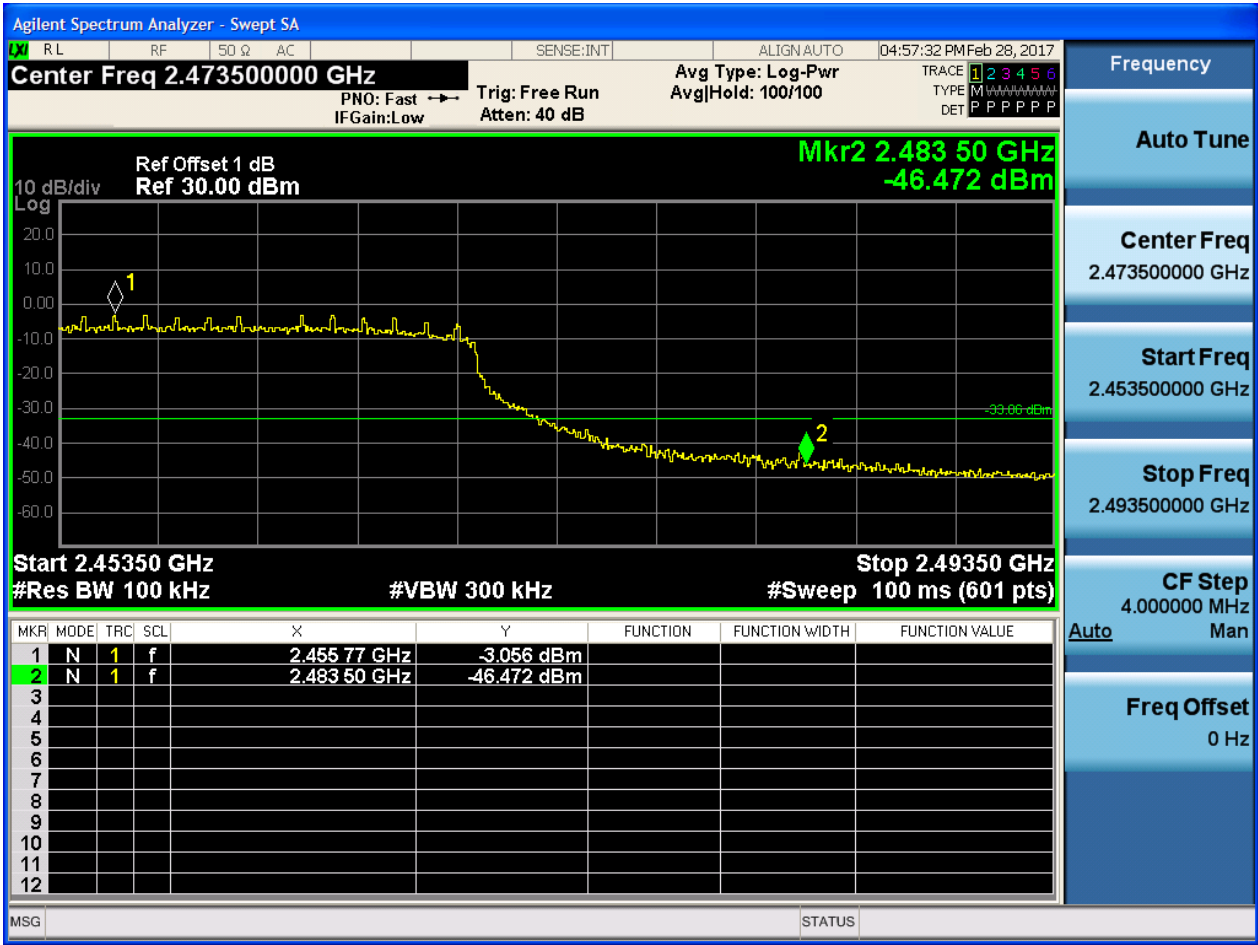 Agilent Spectrum Analyzer - Swept SA
LXI RL RF 50 Ω AC SENSE:INT ALIGN AUTO 04:57:32 PM Feb 28, 2017
Center Freq 2.473500000 GHz
PNO: Fast
IFGain:Low
Trig: Free Run
Atten: 40 dB
Avg Type: Log-Pwr
Avg|Hold: 100/100
TRACE 1 2 3 4 5 6
TYPE M
DET P P P P P P
Mkr2 2.483 50 GHz
-46.472 dBm
Ref Offset 1 dB
10 dB/div Ref 30.00 dBm
Log
20.0
10.0
0.00
-10.0
-20.0
-30.0
-40.0
-50.0
-60.0
1
2
-33.06 dBm
Start 2.45350 GHz Stop 2.49350 GHz
#Res BW 100 kHz #VBW 300 kHz #Sweep 100 ms (601 pts)
MKR MODE TRC SCL X Y FUNCTION FUNCTION WIDTH FUNCTION VALUE
1 N 1 f 2.455 77 GHz -3.056 dBm
2 N 1 f 2.483 50 GHz -46.472 dBm
3
4
5
6
7
8
9
10
11
12
MSG STATUS
Frequency
Auto Tune
Center Freq
2.473500000 GHz
Start Freq
2.453500000 GHz
Stop Freq
2.493500000 GHz
CF Step
4.000000 MHz
Auto Man
Freq Offset
0 Hz